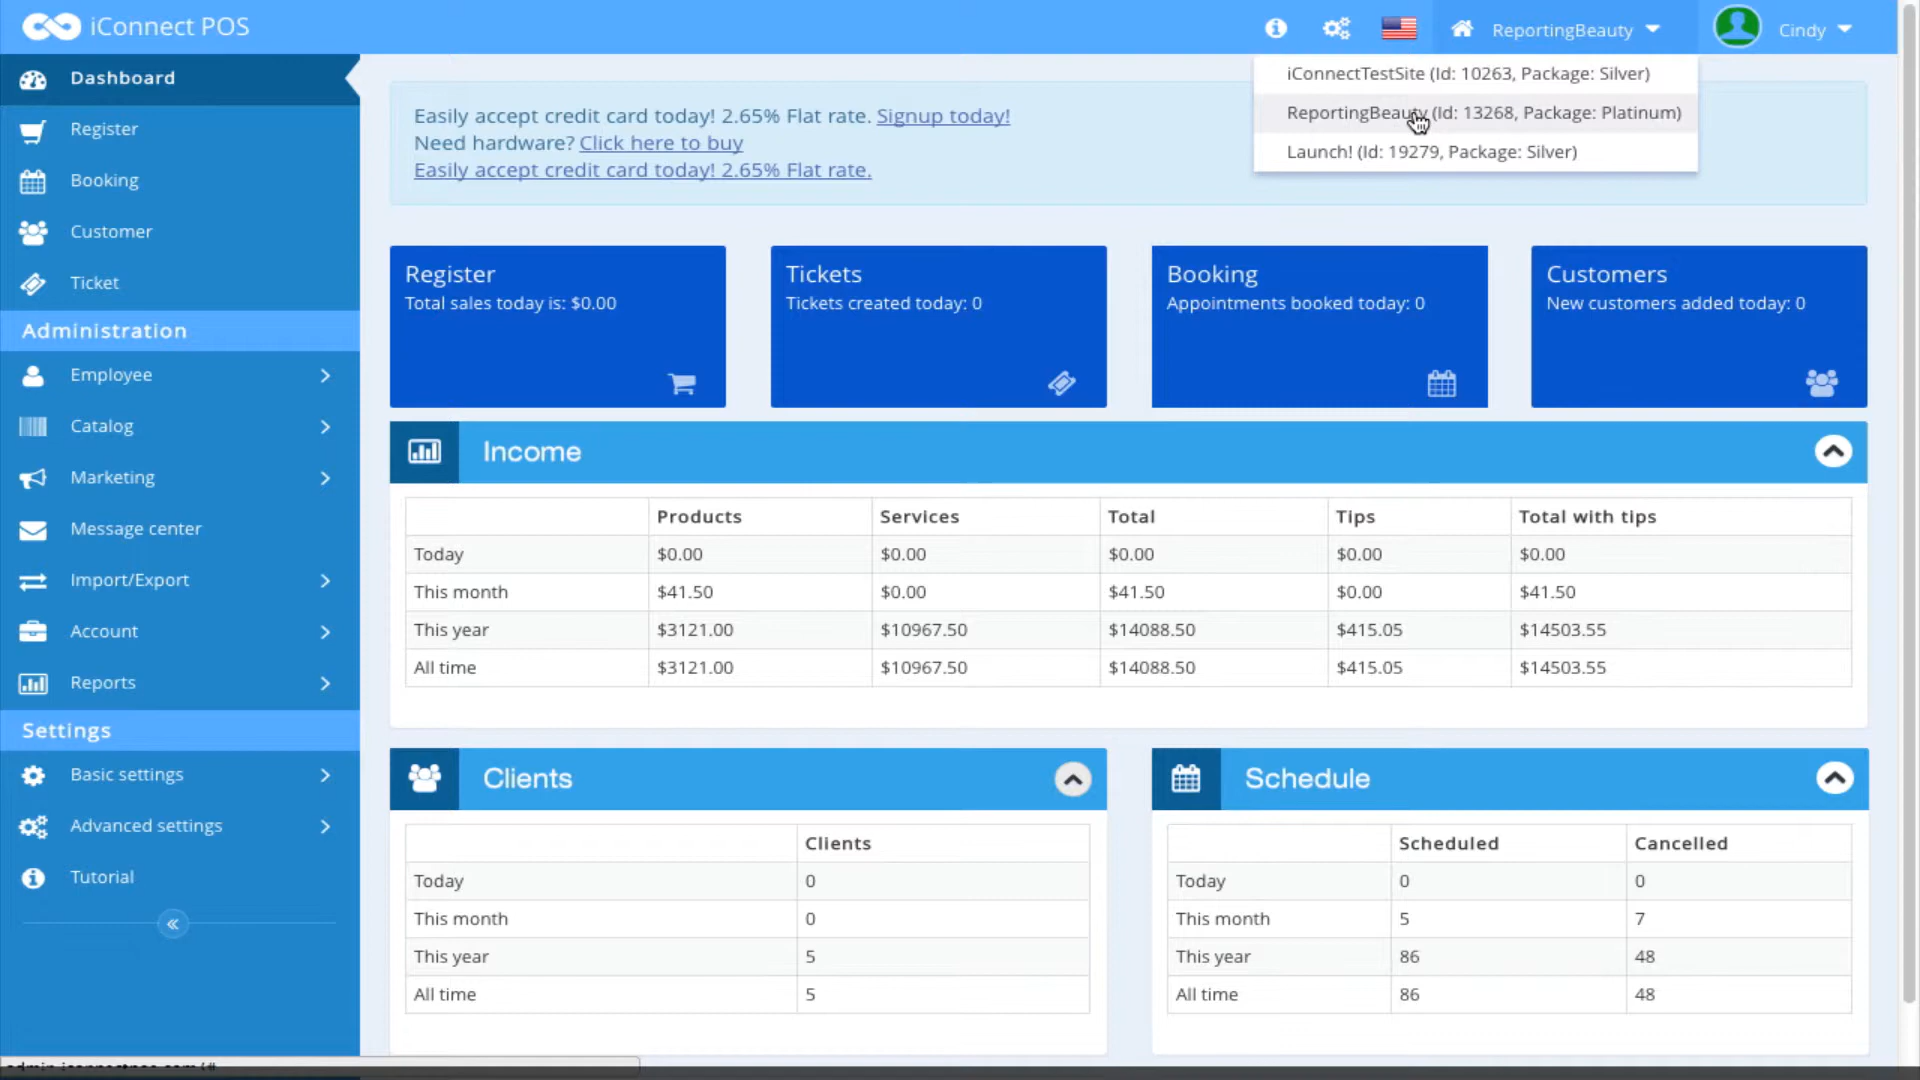 iConnect POS
ReportingBeauty
Cindy
iConnectTestSite (Id: 10263, Package: Silver)
ReportingBeauty (Id: 13268, Package: Platinum)
Launch! (Id: 19279, Package: Silver)
Dashboard
Register
Booking
Customer
Ticket
Administration
Employee
Catalog
Marketing
Message center
Import/Export
Account
Reports
Settings
Basic settings
Advanced settings
Tutorial
Easily accept credit card today! 2.65% Flat rate. Signup today!
Need hardware? Click here to buy
Easily accept credit card today! 2.65% Flat rate.
Register
Total sales today is: $0.00
Tickets
Tickets created today: 0
Booking
Appointments booked today: 0
Customers
New customers added today: 0
Income
Products Services Total Tips Total with tips
Today $0.00 $0.00 $0.00 $0.00 $0.00
This month $41.50 $0.00 $41.50 $0.00 $41.50
This year $3121.00 $10967.50 $14088.50 $415.05 $14503.55
All time $3121.00 $10967.50 $14088.50 $415.05 $14503.55
Clients
Clients
Today 0
This month 0
This year 5
All time 5
Schedule
Scheduled Cancelled
Today 0 0
This month 5 7
This year 86 48
All time 86 48